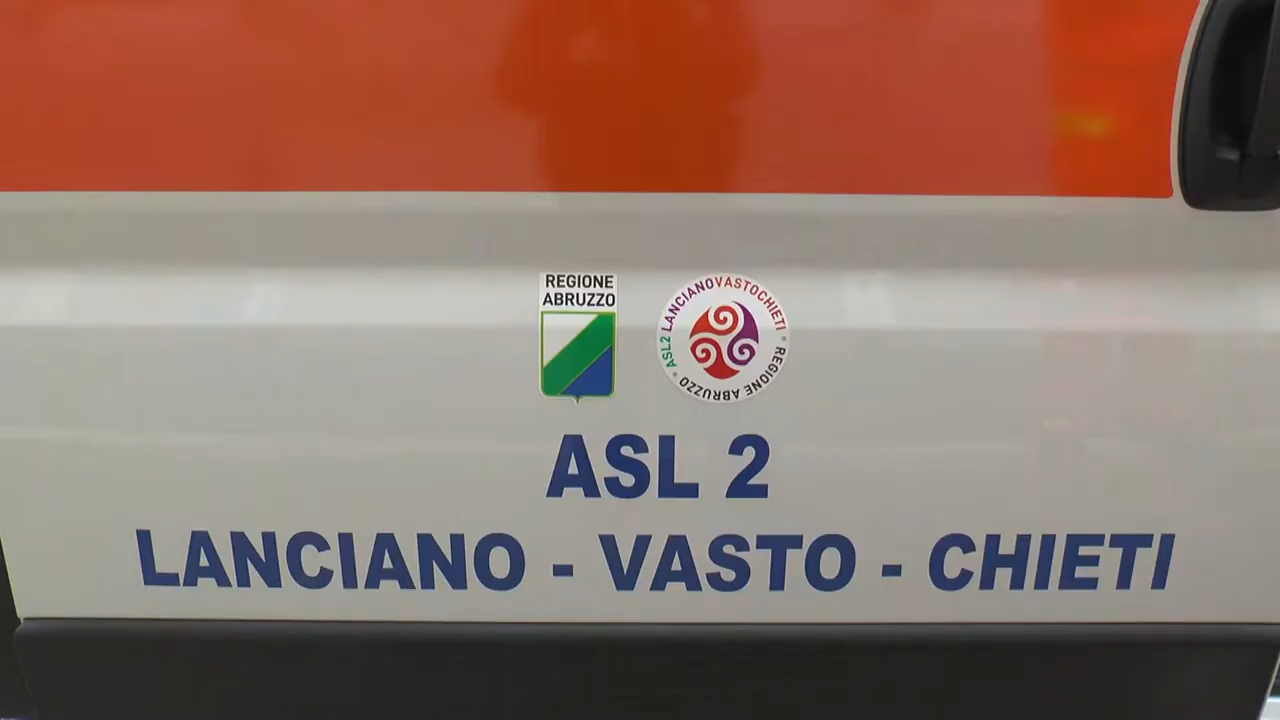 REGIONE
ABRUZZO
ASL2 LANCIANOVASTOCHIETI * REGIONE ABRUZZO *
ASL 2
LANCIANO - VASTO - CHIETI